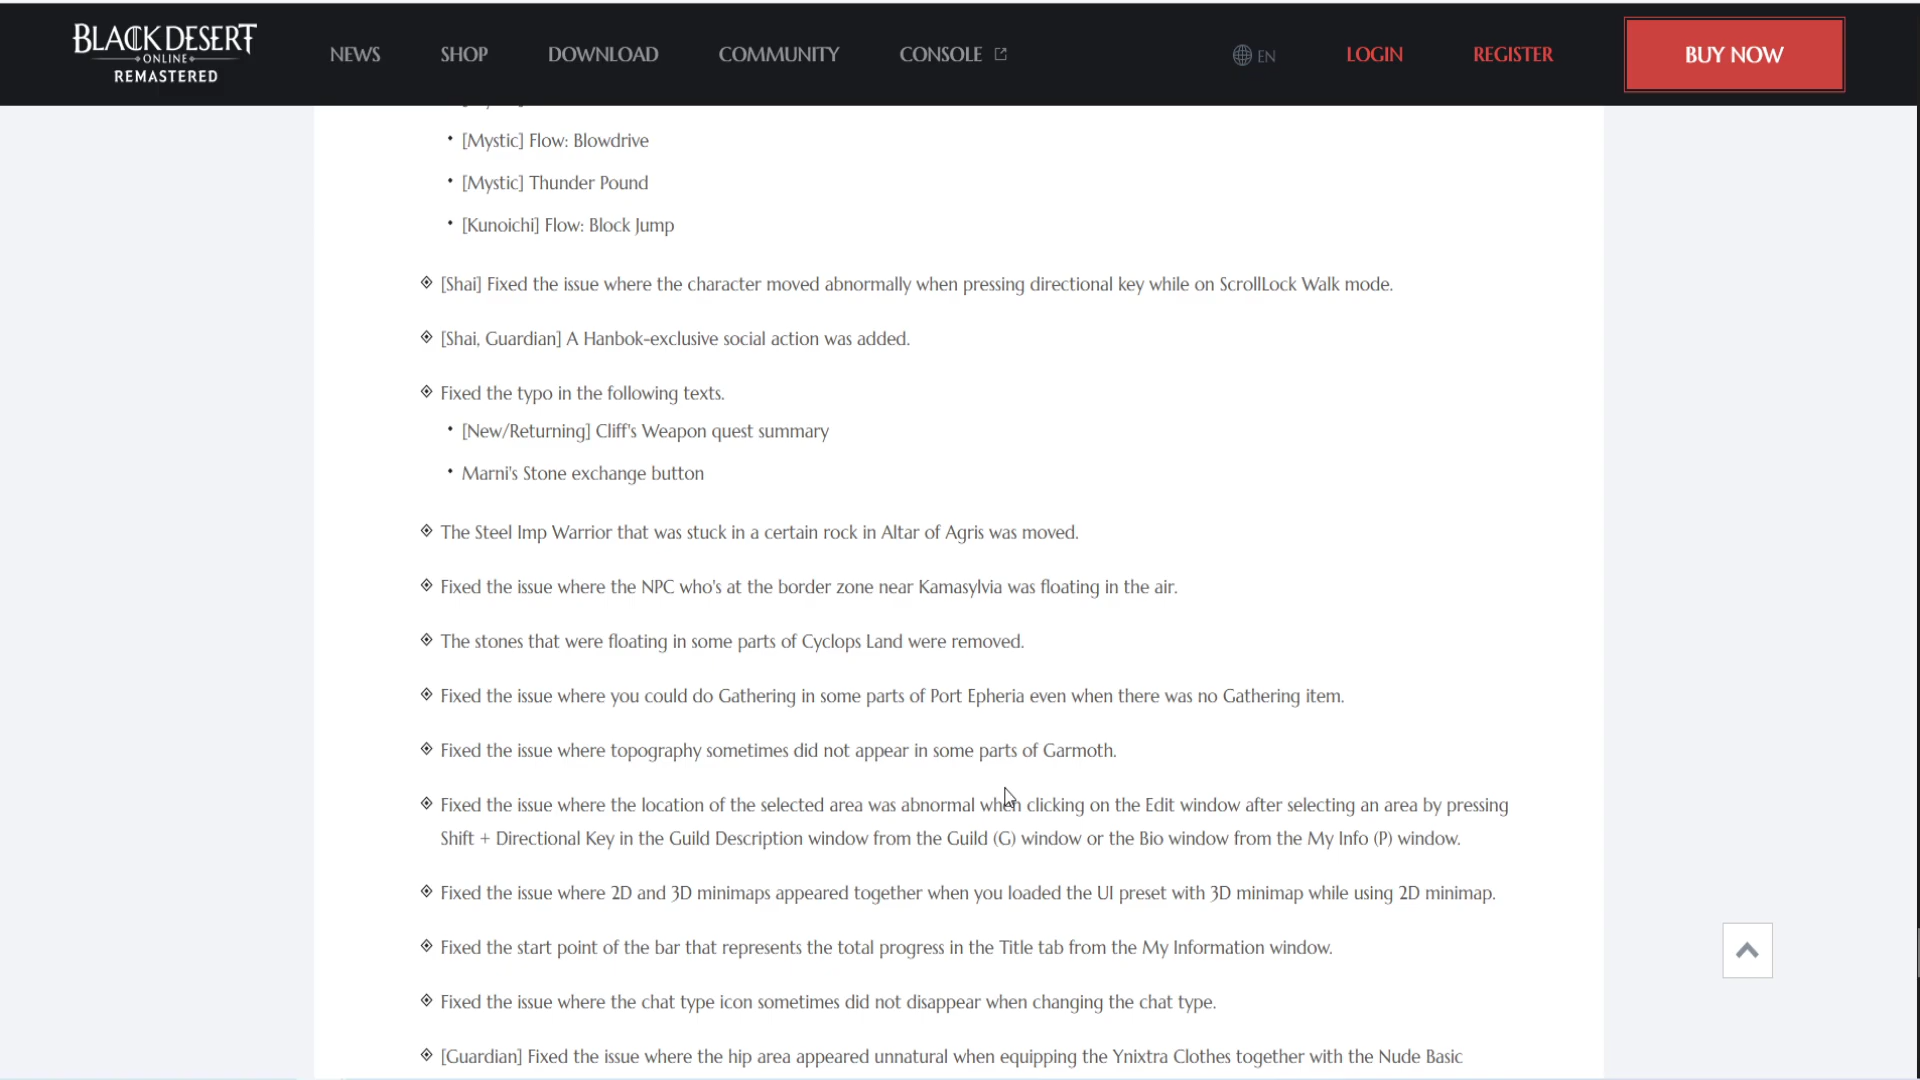 BLACK DESERT
ONLINE
REMASTERED
NEWS
SHOP
DOWNLOAD
COMMUNITY
CONSOLE
EN
LOGIN
REGISTER
BUY NOW
• [Mystic] Flow: Blowdrive
• [Mystic] Thunder Pound
• [Kunoichi] Flow: Block Jump
[Shai] Fixed the issue where the character moved abnormally when pressing directional key while on ScrollLock Walk mode.
[Shai, Guardian] A Hanbok-exclusive social action was added.
Fixed the typo in the following texts.
• [New/Returning] Cliff's Weapon quest summary
• Marni's Stone exchange button
The Steel Imp Warrior that was stuck in a certain rock in Altar of Agris was moved.
Fixed the issue where the NPC who's at the border zone near Kamasylvia was floating in the air.
The stones that were floating in some parts of Cyclops Land were removed.
Fixed the issue where you could do Gathering in some parts of Port Epheria even when there was no Gathering item.
Fixed the issue where topography sometimes did not appear in some parts of Garmoth.
Fixed the issue where the location of the selected area was abnormal when clicking on the Edit window after selecting an area by pressing
Shift + Directional Key in the Guild Description window from the Guild (G) window or the Bio window from the My Info (P) window.
Fixed the issue where 2D and 3D minimaps appeared together when you loaded the UI preset with 3D minimap while using 2D minimap.
Fixed the start point of the bar that represents the total progress in the Title tab from the My Information window.
Fixed the issue where the chat type icon sometimes did not disappear when changing the chat type.
[Guardian] Fixed the issue where the hip area appeared unnatural when equipping the Ynixtra Clothes together with the Nude Basic